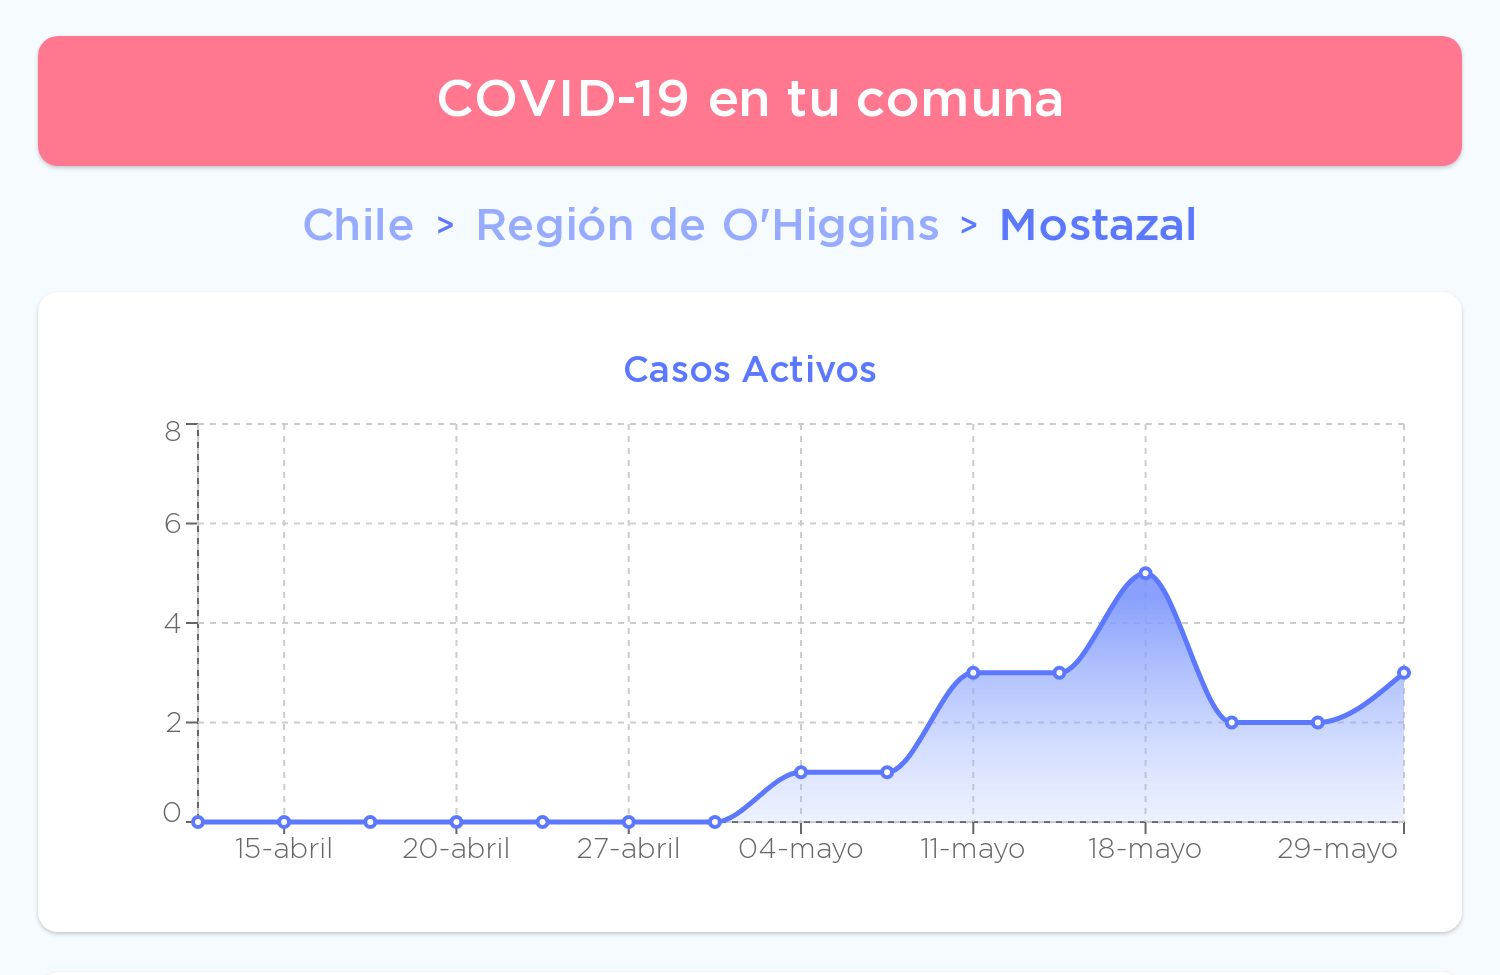 COVID-19 en tu comuna
Chile > Región de O'Higgins > Mostazal
Casos Activos
8
6
4
2
0
15-abril 20-abril 27-abril 04-mayo 11-mayo 18-mayo 29-mayo